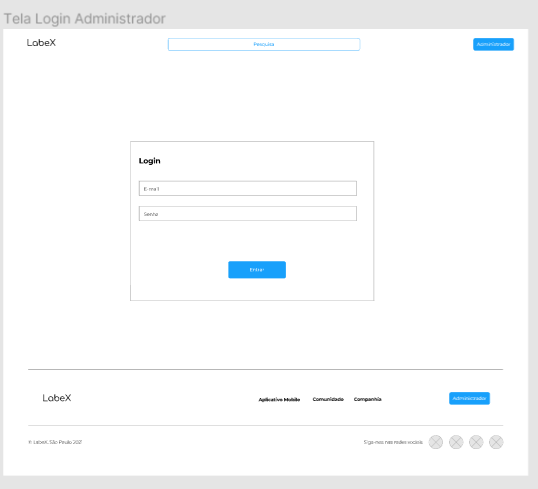 Tela Login Administrador
LabeX
Pesquisa
Administrador
Login
E-mail
Senha
Entrar
LabeX
Aplicativo Mobile
Comunidade
Companhia
Administrador
© LabeX. São Paulo 2021
Siga-nos nas redes sociais